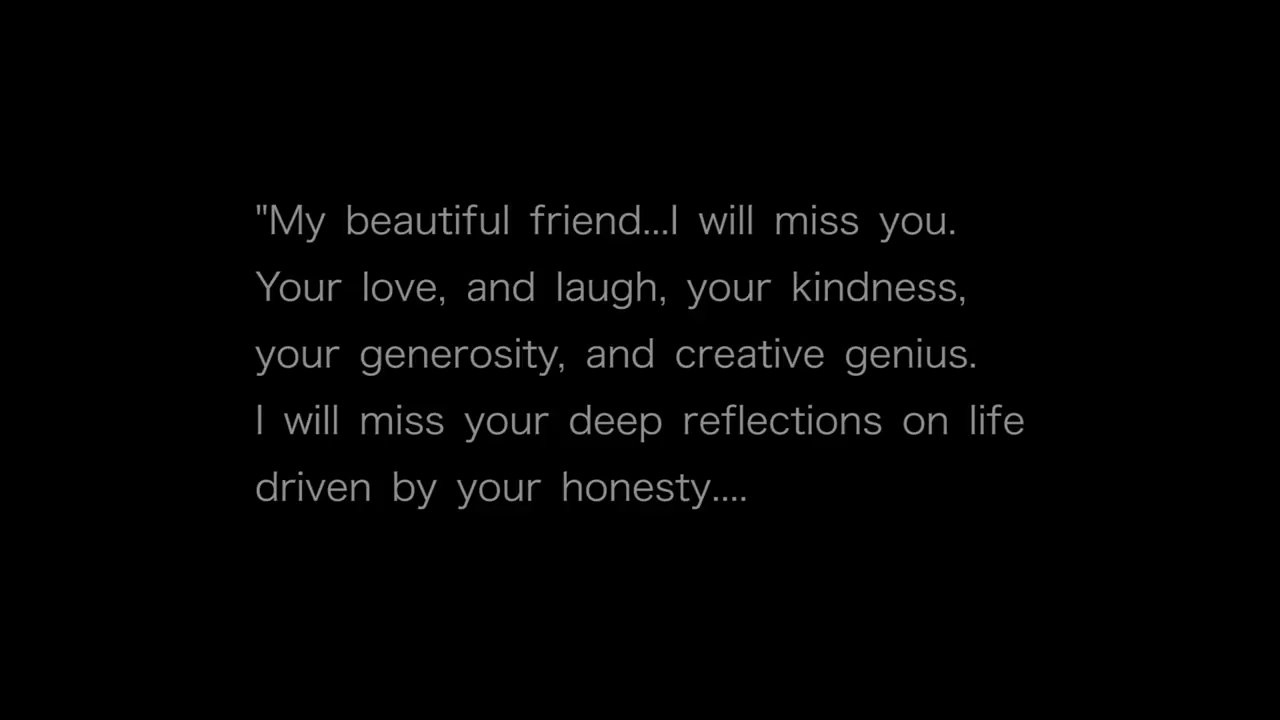 "My beautiful friend...I will miss you.
Your love, and laugh, your kindness,
your generosity, and creative genius.
I will miss your deep reflections on life
driven by your honesty....